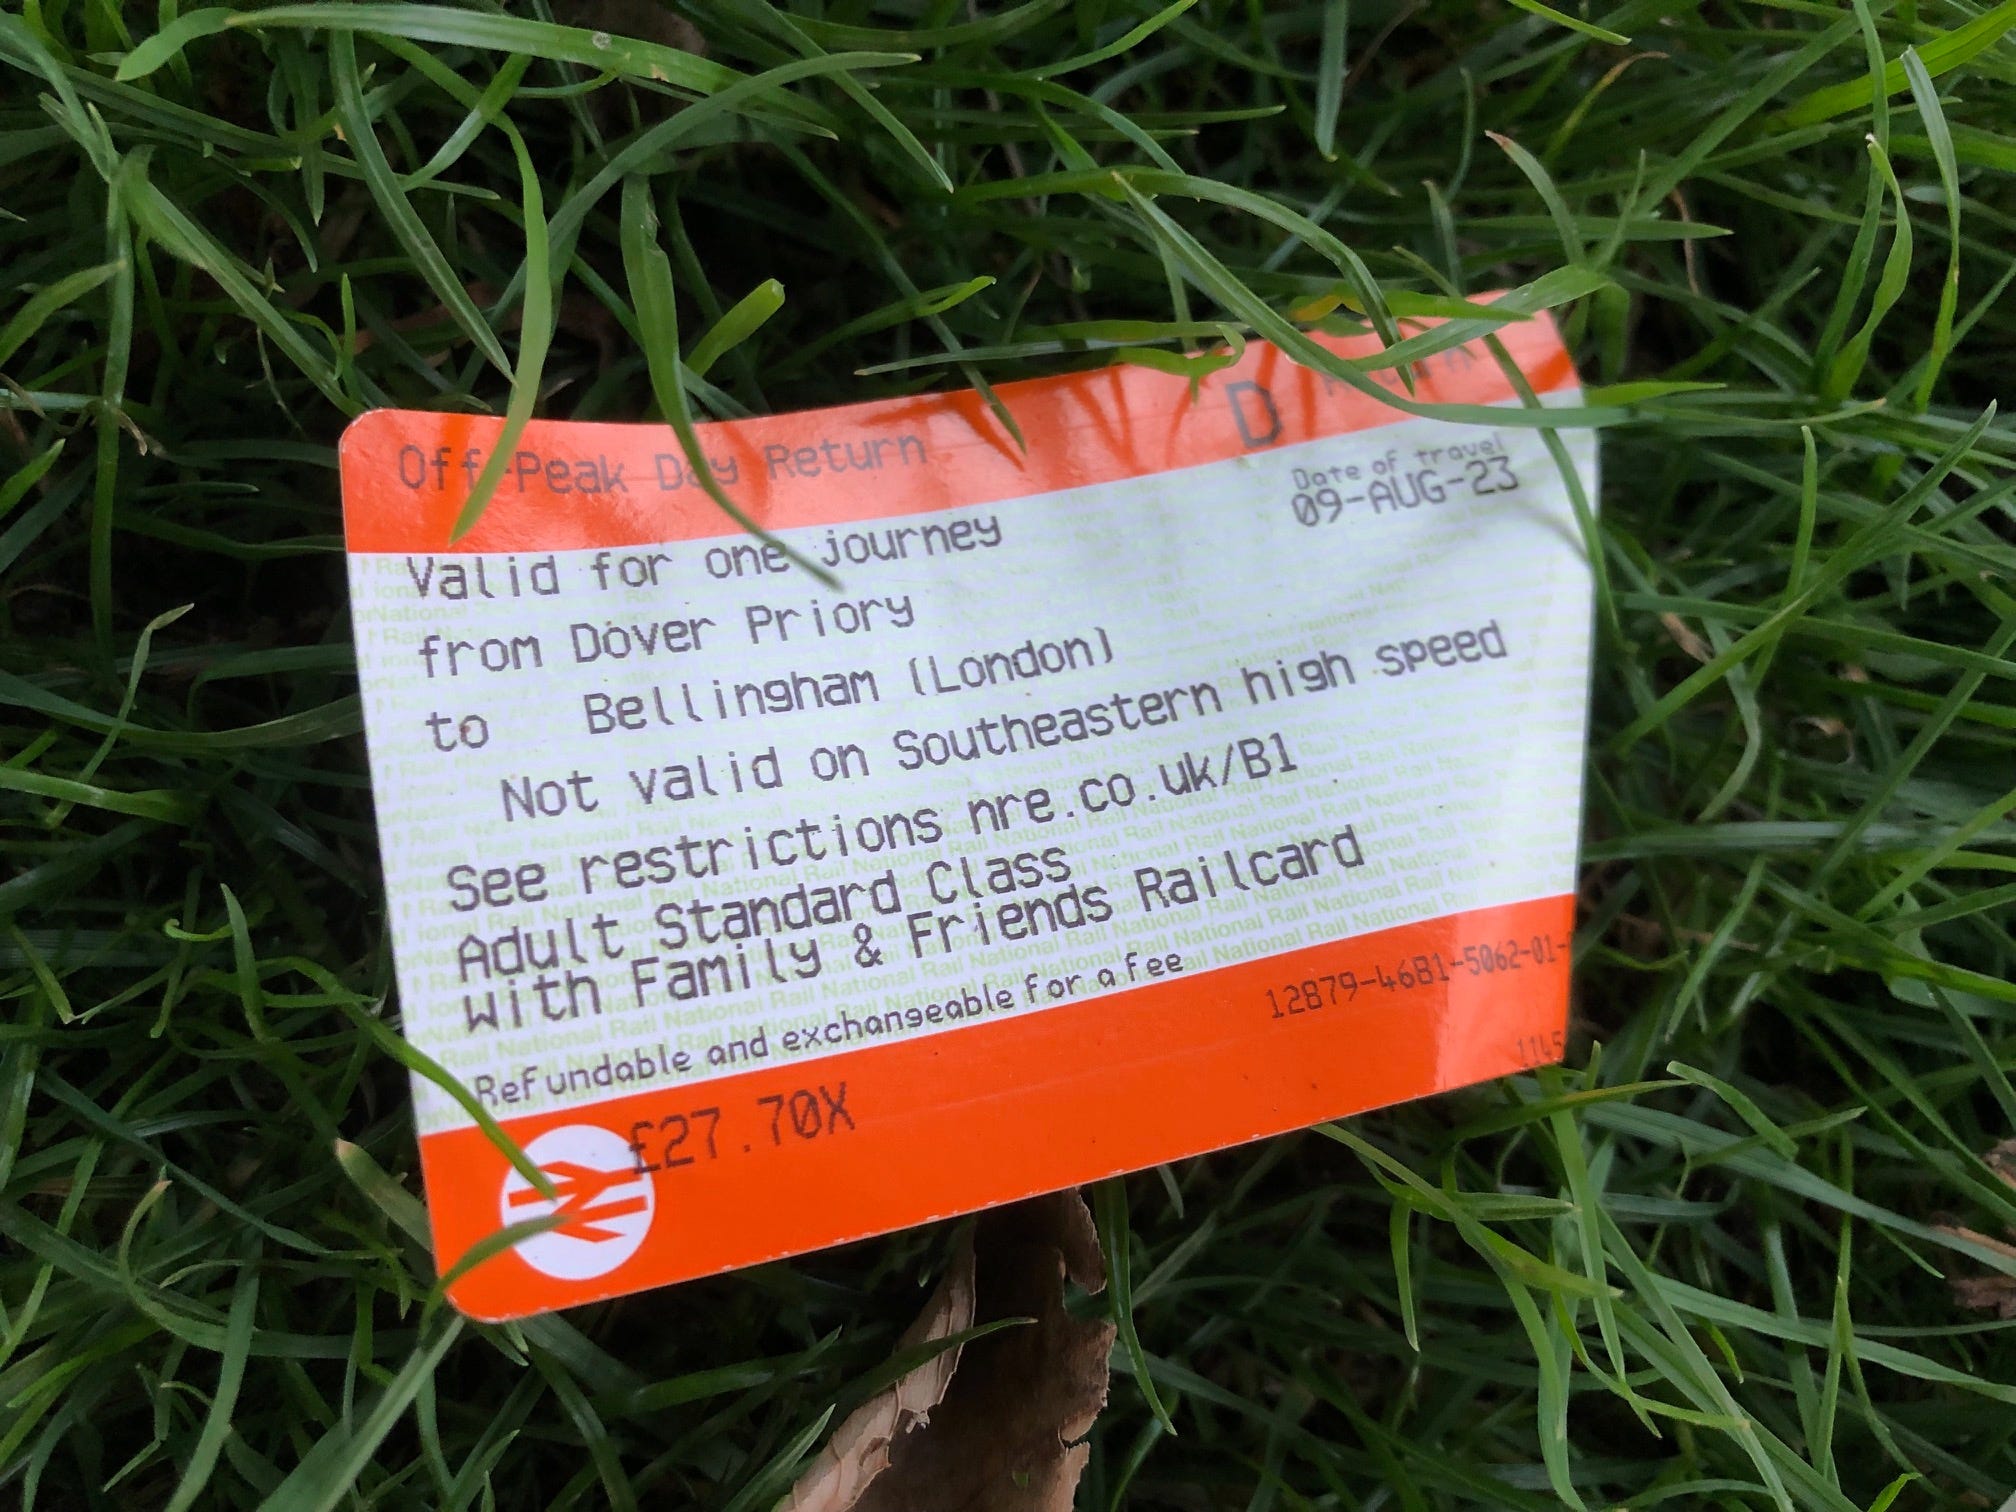 Off-Peak Day Return D
Date of travel
09-AUG-23
Valid for one journey
from Dover Priory
to Bellingham (London)
Not valid on Southeastern high speed
See restrictions nre.co.uk/B1
Adult Standard Class
with Family & Friends Railcard
Refundable and exchangeable for a fee
12879-46B1-5062-01-
1145
£27.70X